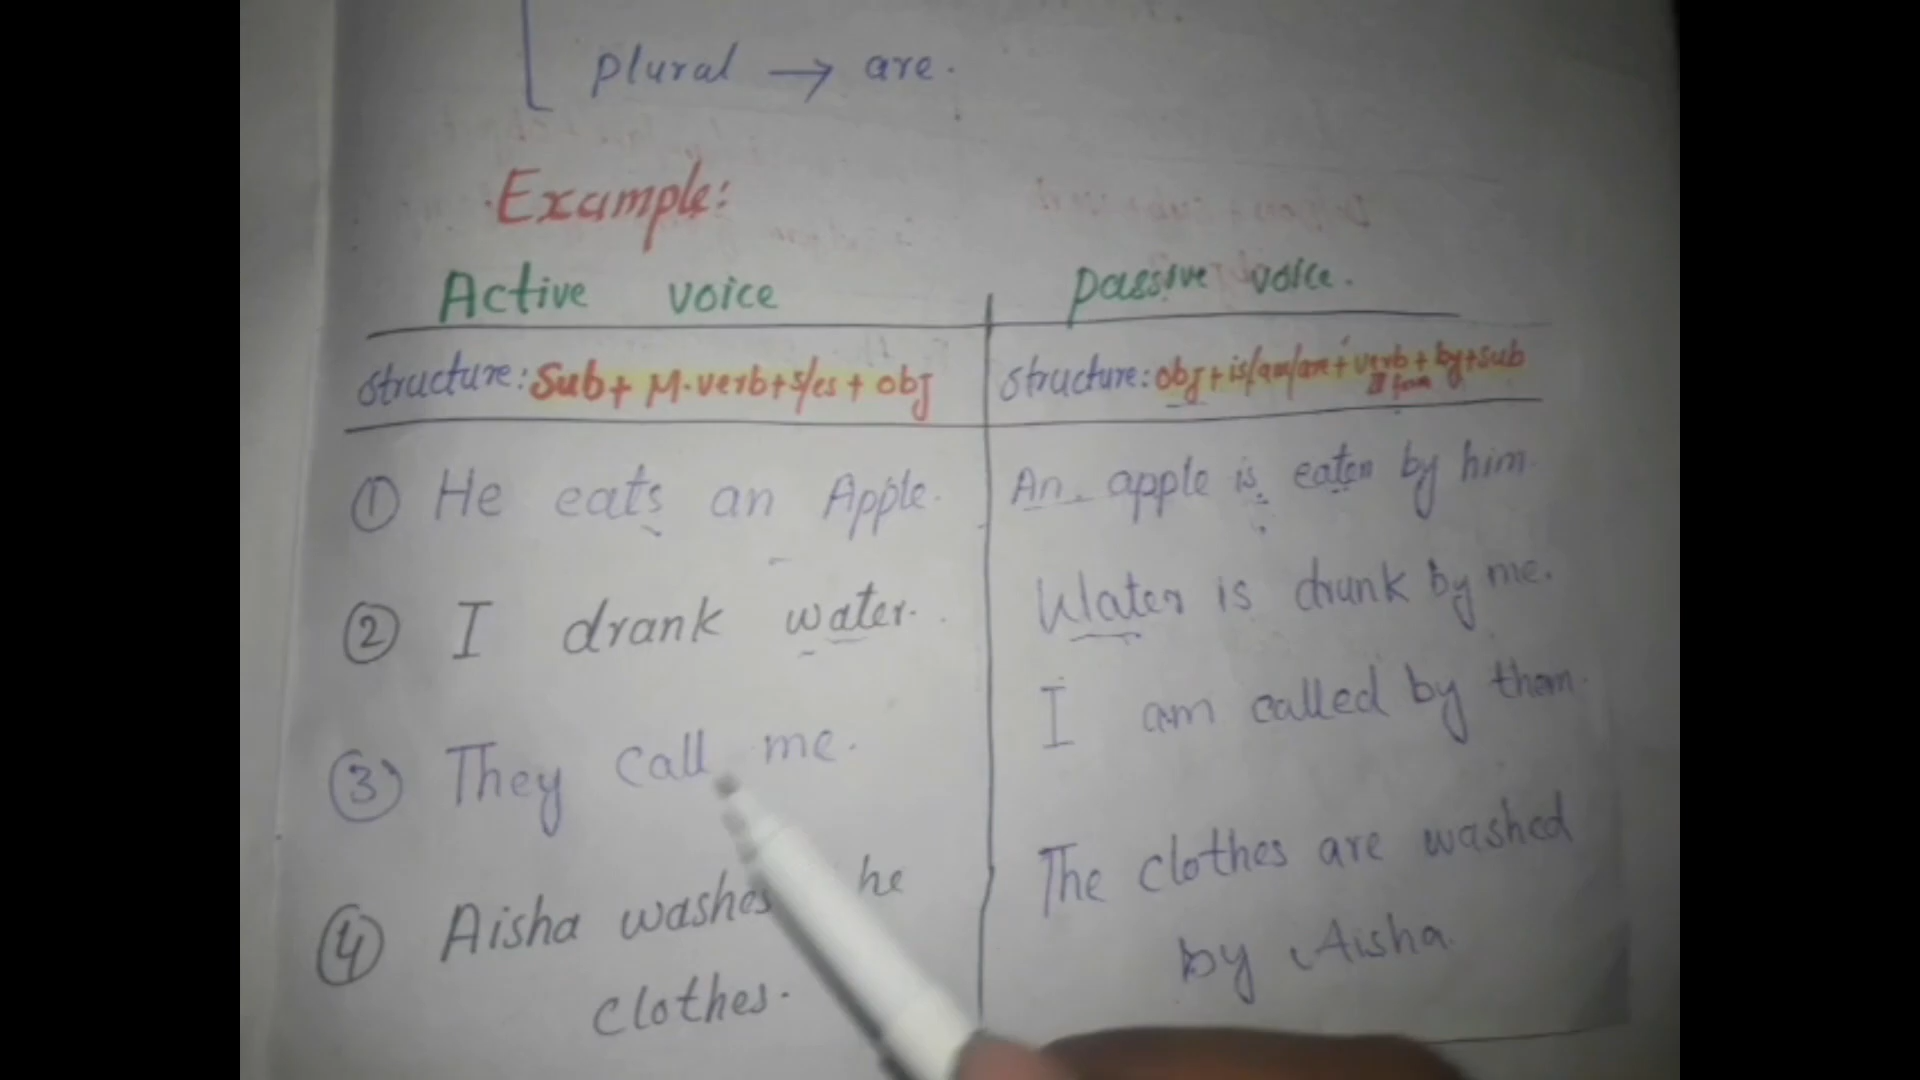 plural → are.
Example:
Active voice
passive voice.
structure: Sub + M.verb+s/es + obj
structure: obj + is/am/are + verb + by + sub
III form
① He eats an Apple.
An apple is eaten by him.
② I drank water.
Water is drunk by me.
③ They call me.
I am called by them.
④ Aisha washes he
clothes.
The clothes are washed
by Aisha.